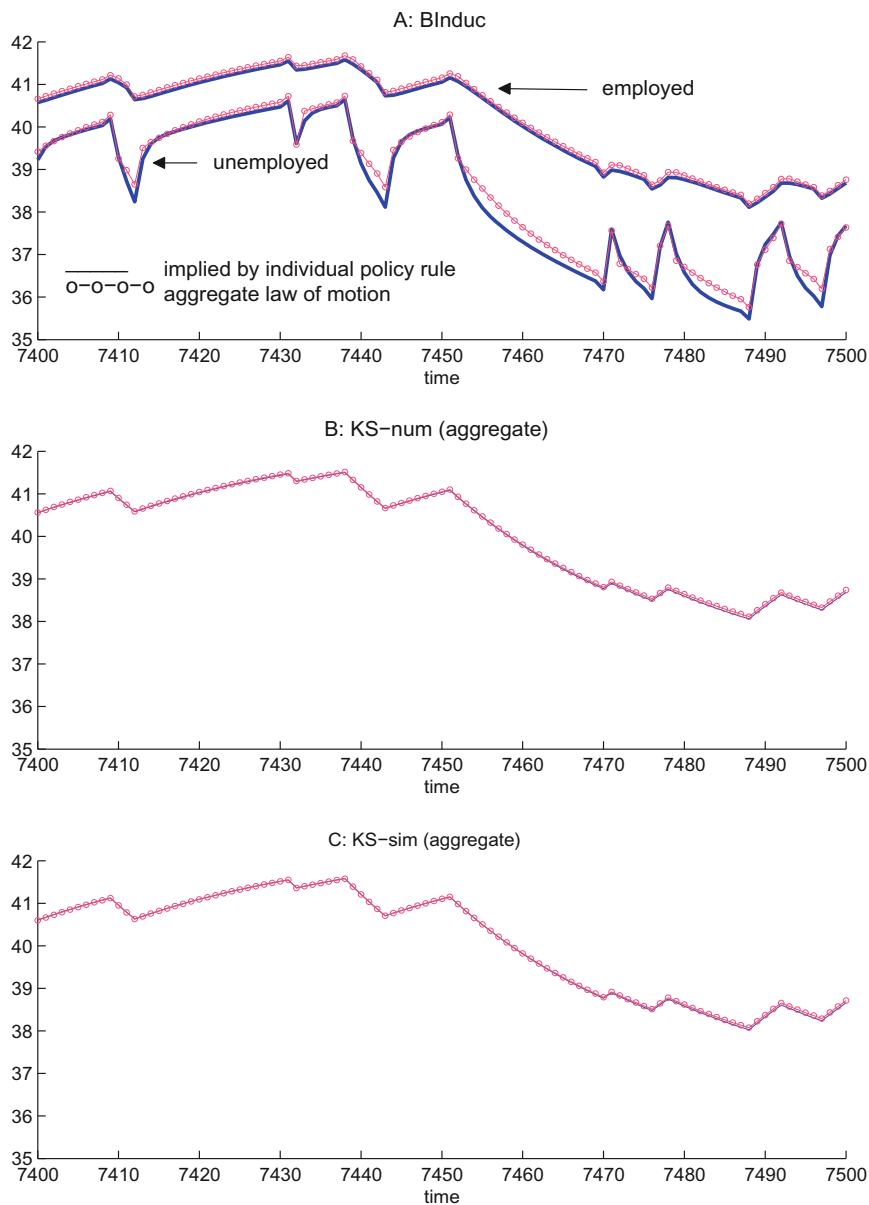 A: BInduc
42
41
40
39
38
37
36
35
employed
unemployed
implied by individual policy rule
o−o−o−o aggregate law of motion
7400 7410 7420 7430 7440 7450 7460 7470 7480 7490 7500
time
B: KS−num (aggregate)
42
41
40
39
38
37
36
35
7400 7410 7420 7430 7440 7450 7460 7470 7480 7490 7500
time
C: KS−sim (aggregate)
42
41
40
39
38
37
36
35
7400 7410 7420 7430 7440 7450 7460 7470 7480 7490 7500
time